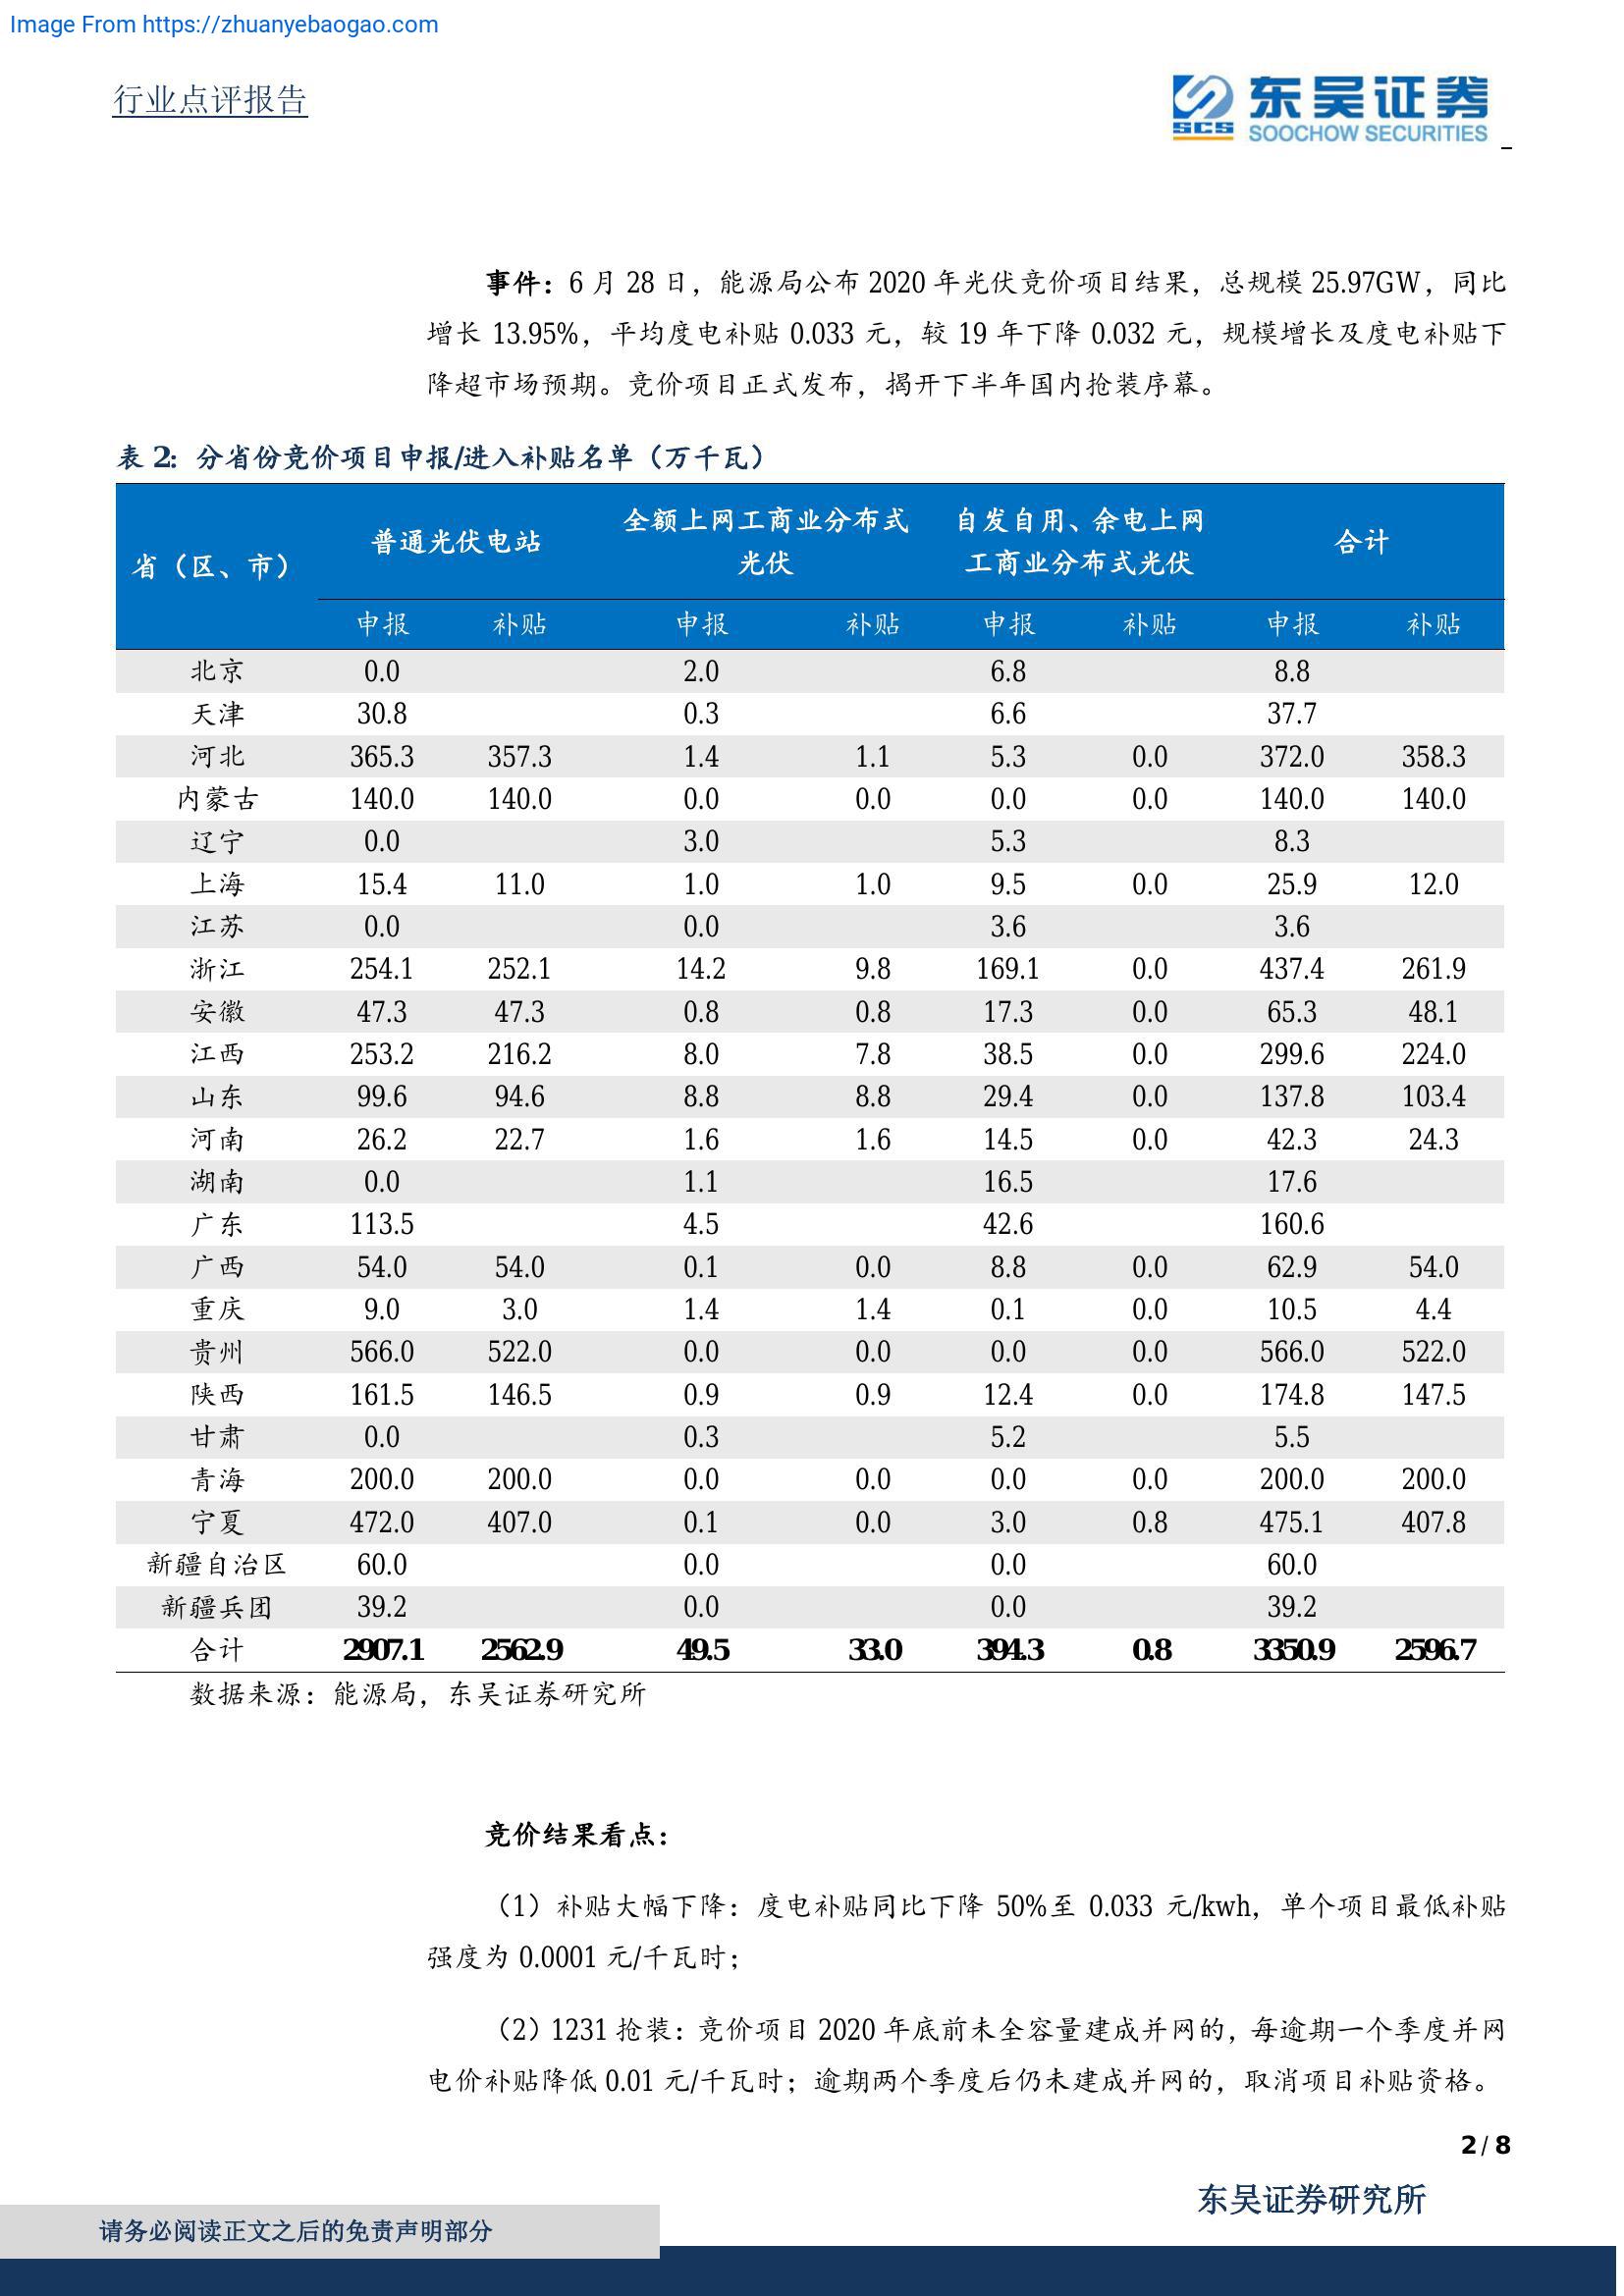 Image From https://zhuanyebaogao.com
行业点评报告
SCS
东吴证券
SOOCHOW SECURITIES
事件：6 月 28 日，能源局公布 2020 年光伏竞价项目结果，总规模 25.97GW，同比
增长 13.95%，平均度电补贴 0.033 元，较 19 年下降 0.032 元，规模增长及度电补贴下
降超市场预期。竞价项目正式发布，揭开下半年国内抢装序幕。
表 2：分省份竞价项目申报/进入补贴名单（万千瓦）
省（区、市） 普通光伏电站 全额上网工商业分布式光伏 自发自用、余电上网工商业分布式光伏 合计
申报 补贴 申报 补贴 申报 补贴 申报 补贴
北京 0.0 2.0 6.8 8.8
天津 30.8 0.3 6.6 37.7
河北 365.3 357.3 1.4 1.1 5.3 0.0 372.0 358.3
内蒙古 140.0 140.0 0.0 0.0 0.0 0.0 140.0 140.0
辽宁 0.0 3.0 5.3 8.3
上海 15.4 11.0 1.0 1.0 9.5 0.0 25.9 12.0
江苏 0.0 0.0 3.6 3.6
浙江 254.1 252.1 14.2 9.8 169.1 0.0 437.4 261.9
安徽 47.3 47.3 0.8 0.8 17.3 0.0 65.3 48.1
江西 253.2 216.2 8.0 7.8 38.5 0.0 299.6 224.0
山东 99.6 94.6 8.8 8.8 29.4 0.0 137.8 103.4
河南 26.2 22.7 1.6 1.6 14.5 0.0 42.3 24.3
湖南 0.0 1.1 16.5 17.6
广东 113.5 4.5 42.6 160.6
广西 54.0 54.0 0.1 0.0 8.8 0.0 62.9 54.0
重庆 9.0 3.0 1.4 1.4 0.1 0.0 10.5 4.4
贵州 566.0 522.0 0.0 0.0 0.0 0.0 566.0 522.0
陕西 161.5 146.5 0.9 0.9 12.4 0.0 174.8 147.5
甘肃 0.0 0.3 5.2 5.5
青海 200.0 200.0 0.0 0.0 0.0 0.0 200.0 200.0
宁夏 472.0 407.0 0.1 0.0 3.0 0.8 475.1 407.8
新疆自治区 60.0 0.0 0.0 60.0
新疆兵团 39.2 0.0 0.0 39.2
合计 2907.1 2562.9 49.5 33.0 394.3 0.8 3350.9 2596.7
数据来源：能源局，东吴证券研究所
竞价结果看点：
（1）补贴大幅下降：度电补贴同比下降 50%至 0.033 元/kwh，单个项目最低补贴
强度为 0.0001 元/千瓦时；
（2）1231 抢装：竞价项目 2020 年底前未全容量建成并网的，每逾期一个季度并网
电价补贴降低 0.01 元/千瓦时；逾期两个季度后仍未建成并网的，取消项目补贴资格。
2 / 8
东吴证券研究所
请务必阅读正文之后的免责声明部分